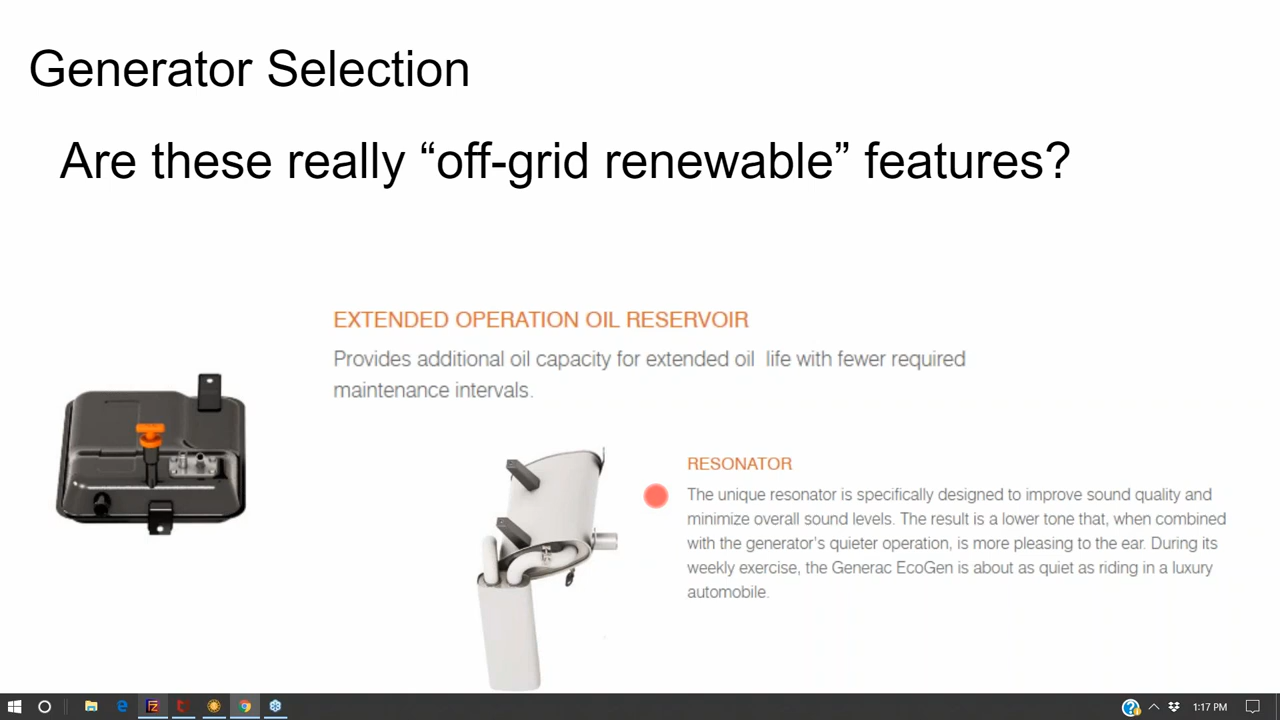 Generator Selection
Are these really “off-grid renewable” features?
EXTENDED OPERATION OIL RESERVOIR
Provides additional oil capacity for extended oil life with fewer required
maintenance intervals.
RESONATOR
The unique resonator is specifically designed to improve sound quality and
minimize overall sound levels. The result is a lower tone that, when combined
with the generator's quieter operation, is more pleasing to the ear. During its
weekly exercise, the Generac EcoGen is about as quiet as riding in a luxury
automobile.
1:17 PM